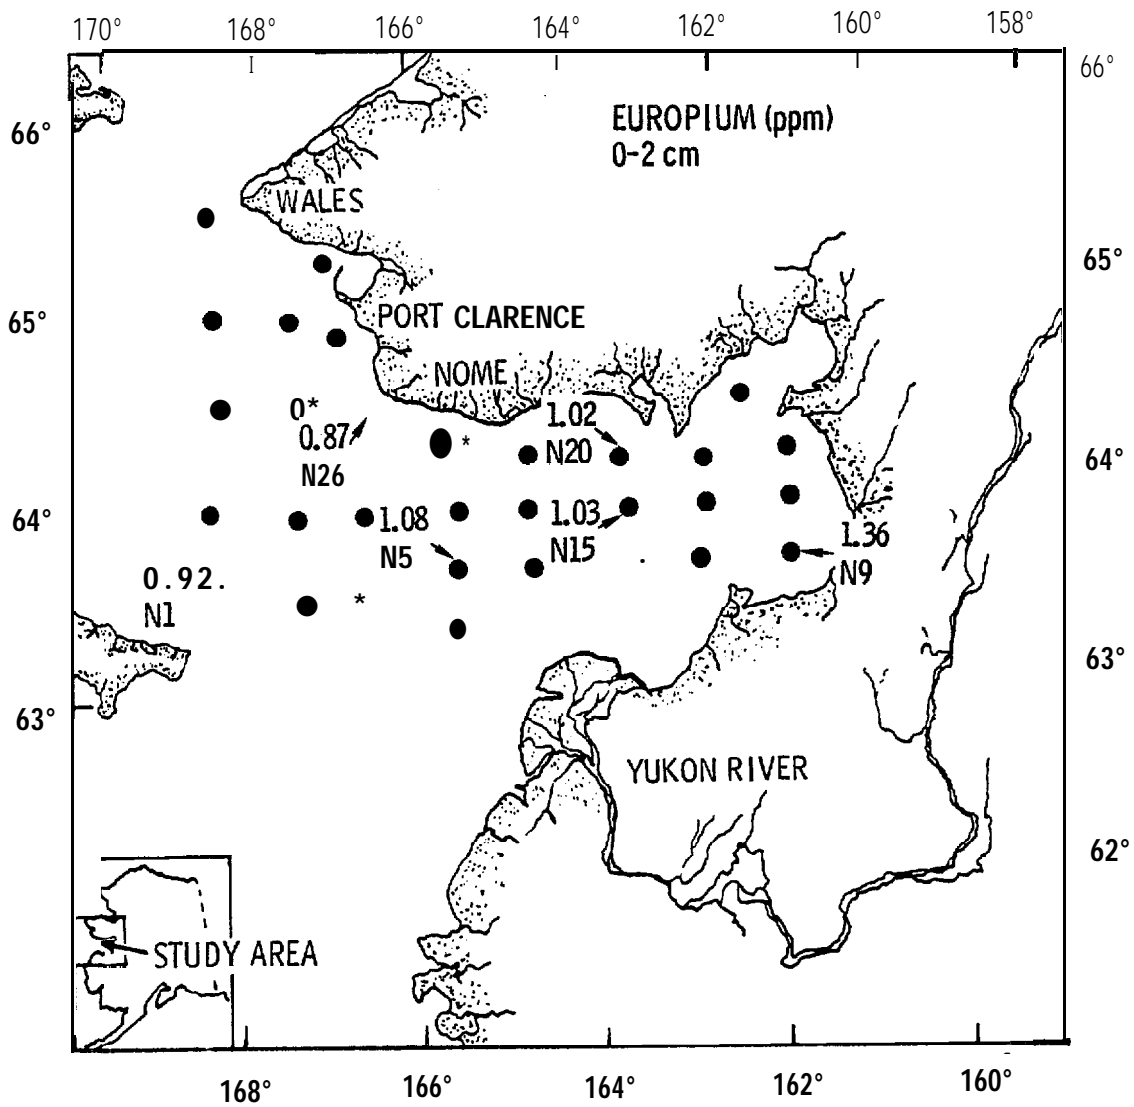 170° 168° 166° 164° 162° 160° 158°
66°
EUROPIUM (ppm)
66°
0-2 cm
WALES
65°
65°
PORT CLARENCE
NOME
0*
1.02
0.87
*
N20
64°
N26
64°
1.08
1.03
1.36
N5
N15
N9
0.92.
*
N1
63°
63°
YUKON RIVER
62°
STUDY AREA
168° 166° 164° 162° 160°